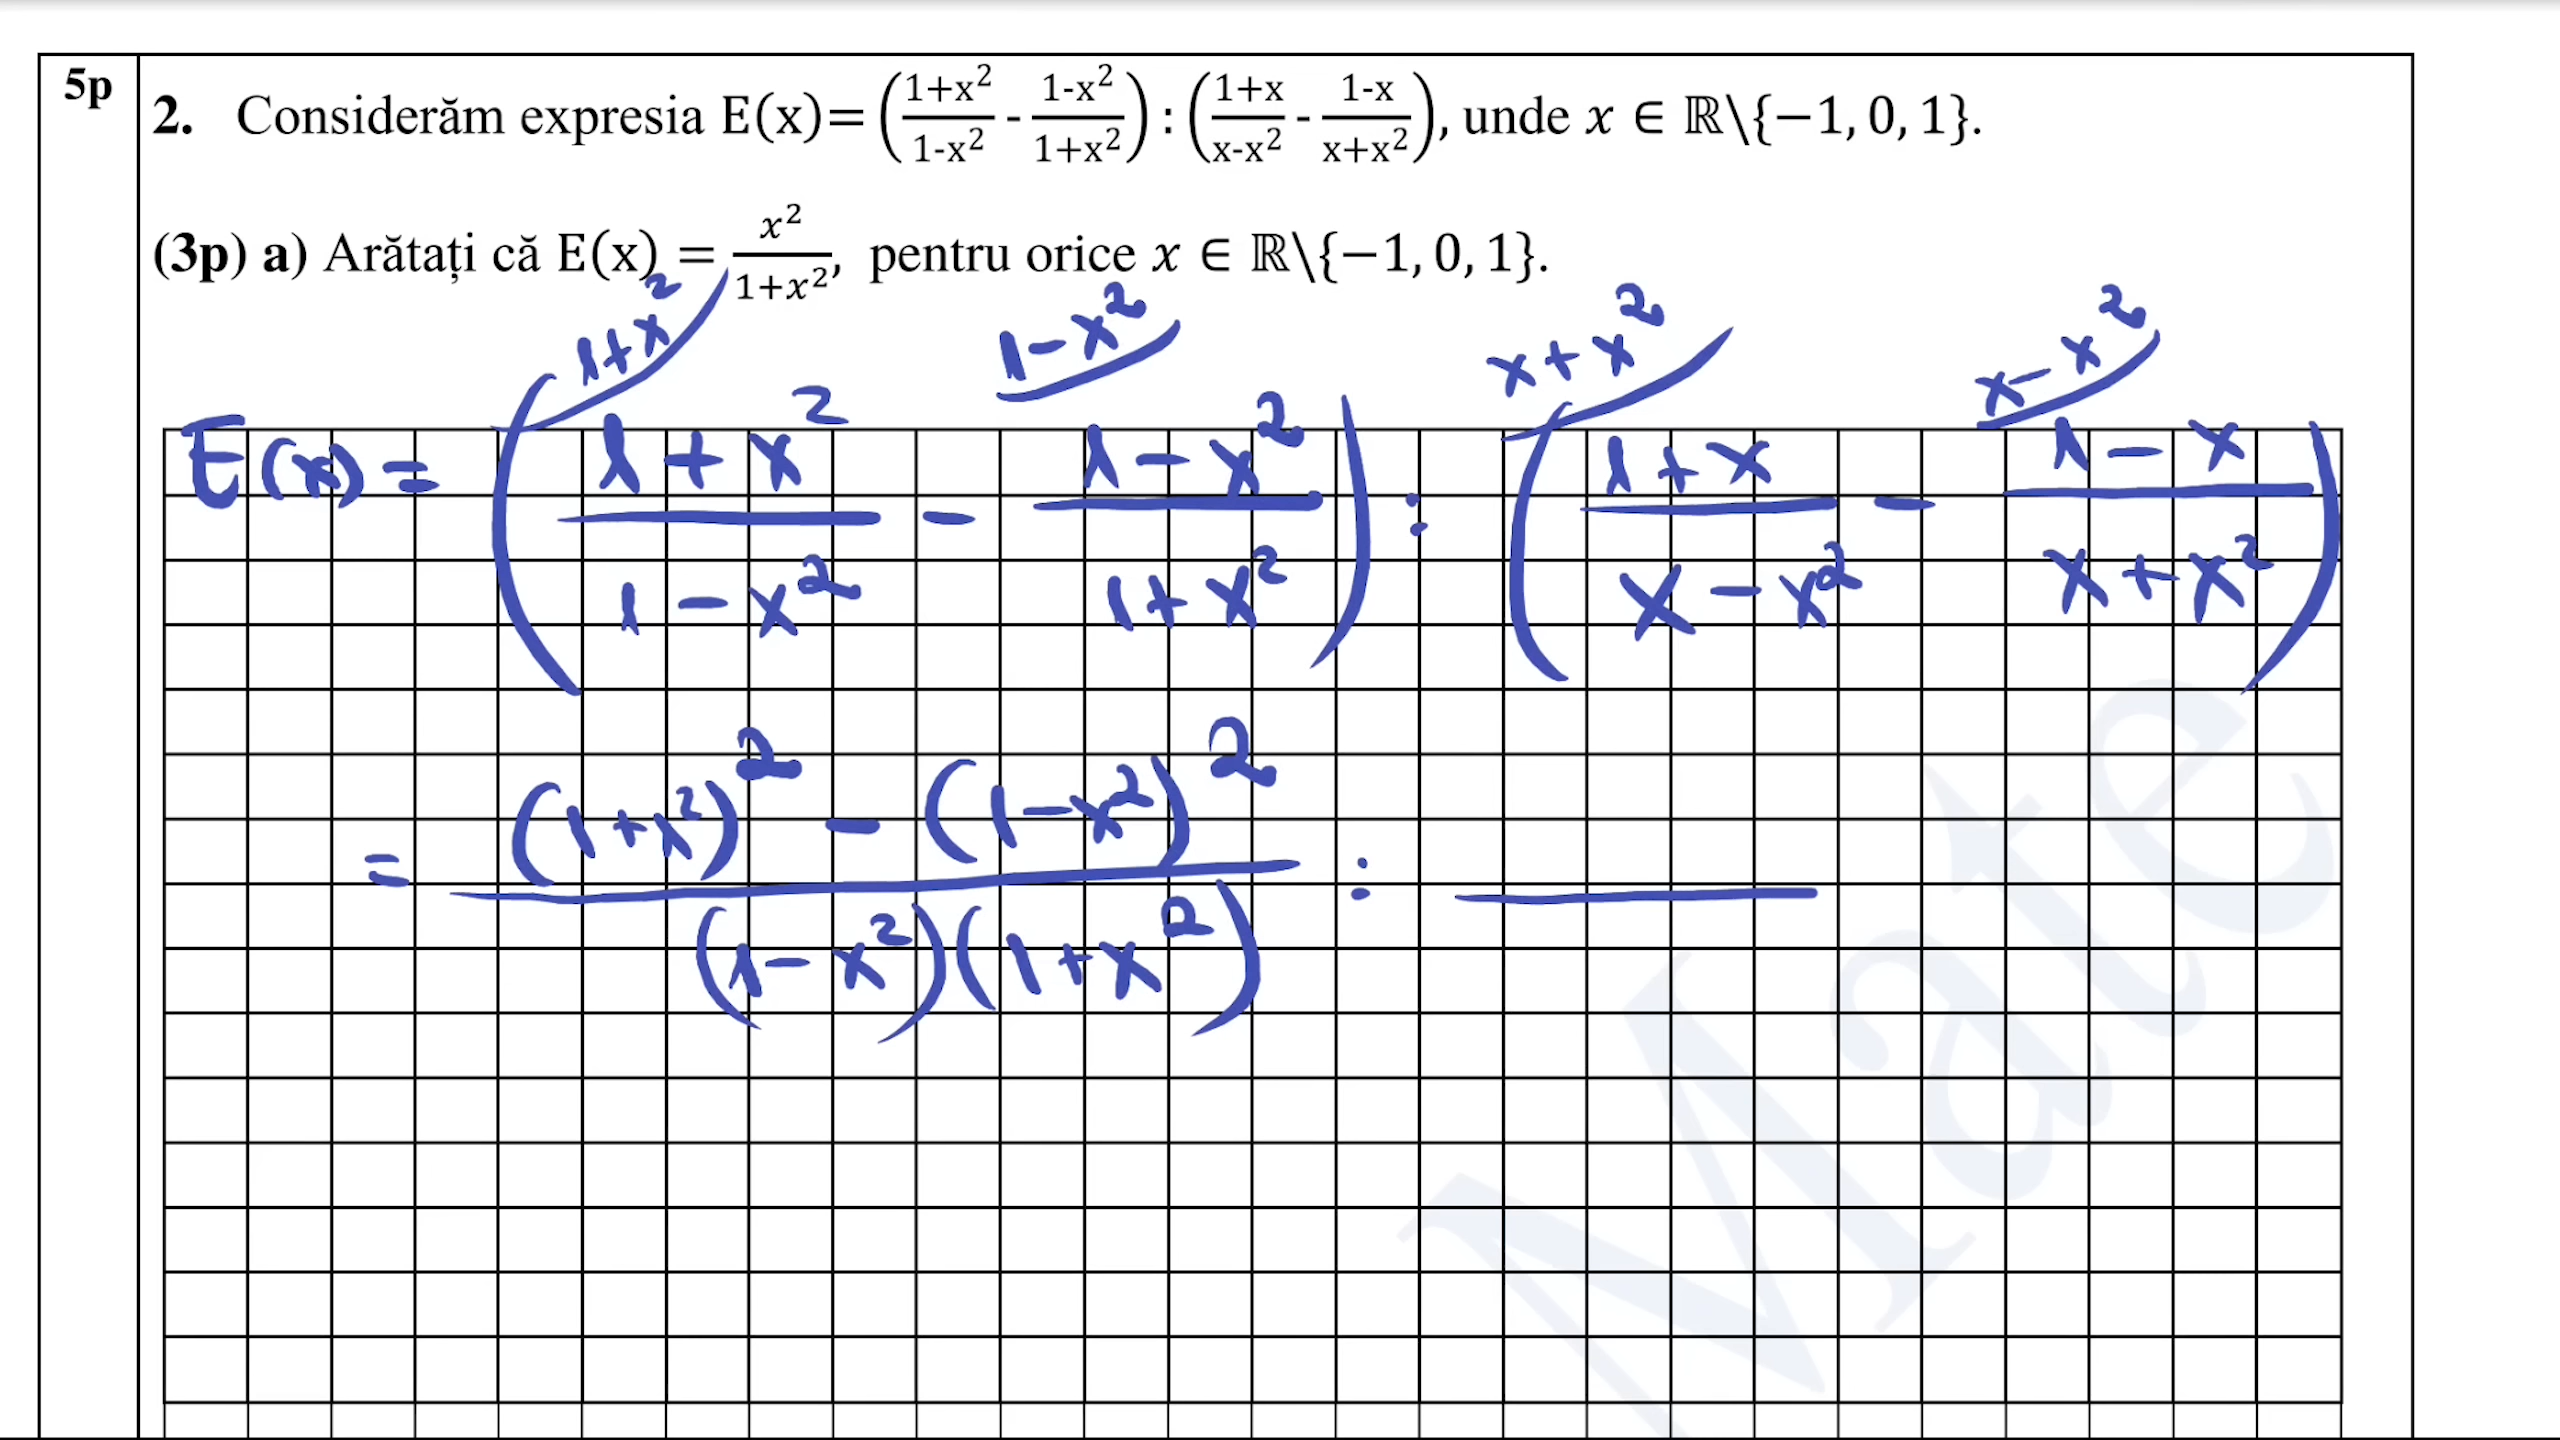 5p
2. Considerăm expresia E(x)= ((1+x²)/(1-x²) - (1-x²)/(1+x²)) : ((1+x)/(x-x²) - (1-x)/(x+x²)), unde x ∈ ℝ\{−1, 0, 1}.
(3p) a) Arătați că E(x) = x²/(1+x²), pentru orice x ∈ ℝ\{−1, 0, 1}.
1+x² 1-x² x+x² x-x²
E(x) = ((1+x²)/(1-x²) - (1-x²)/(1+x²)) : ((1+x)/(x-x²) - (1-x)/(x+x²))
= ((1+x²)² - (1-x²)²)/((1-x²)(1+x²)) :
Mate